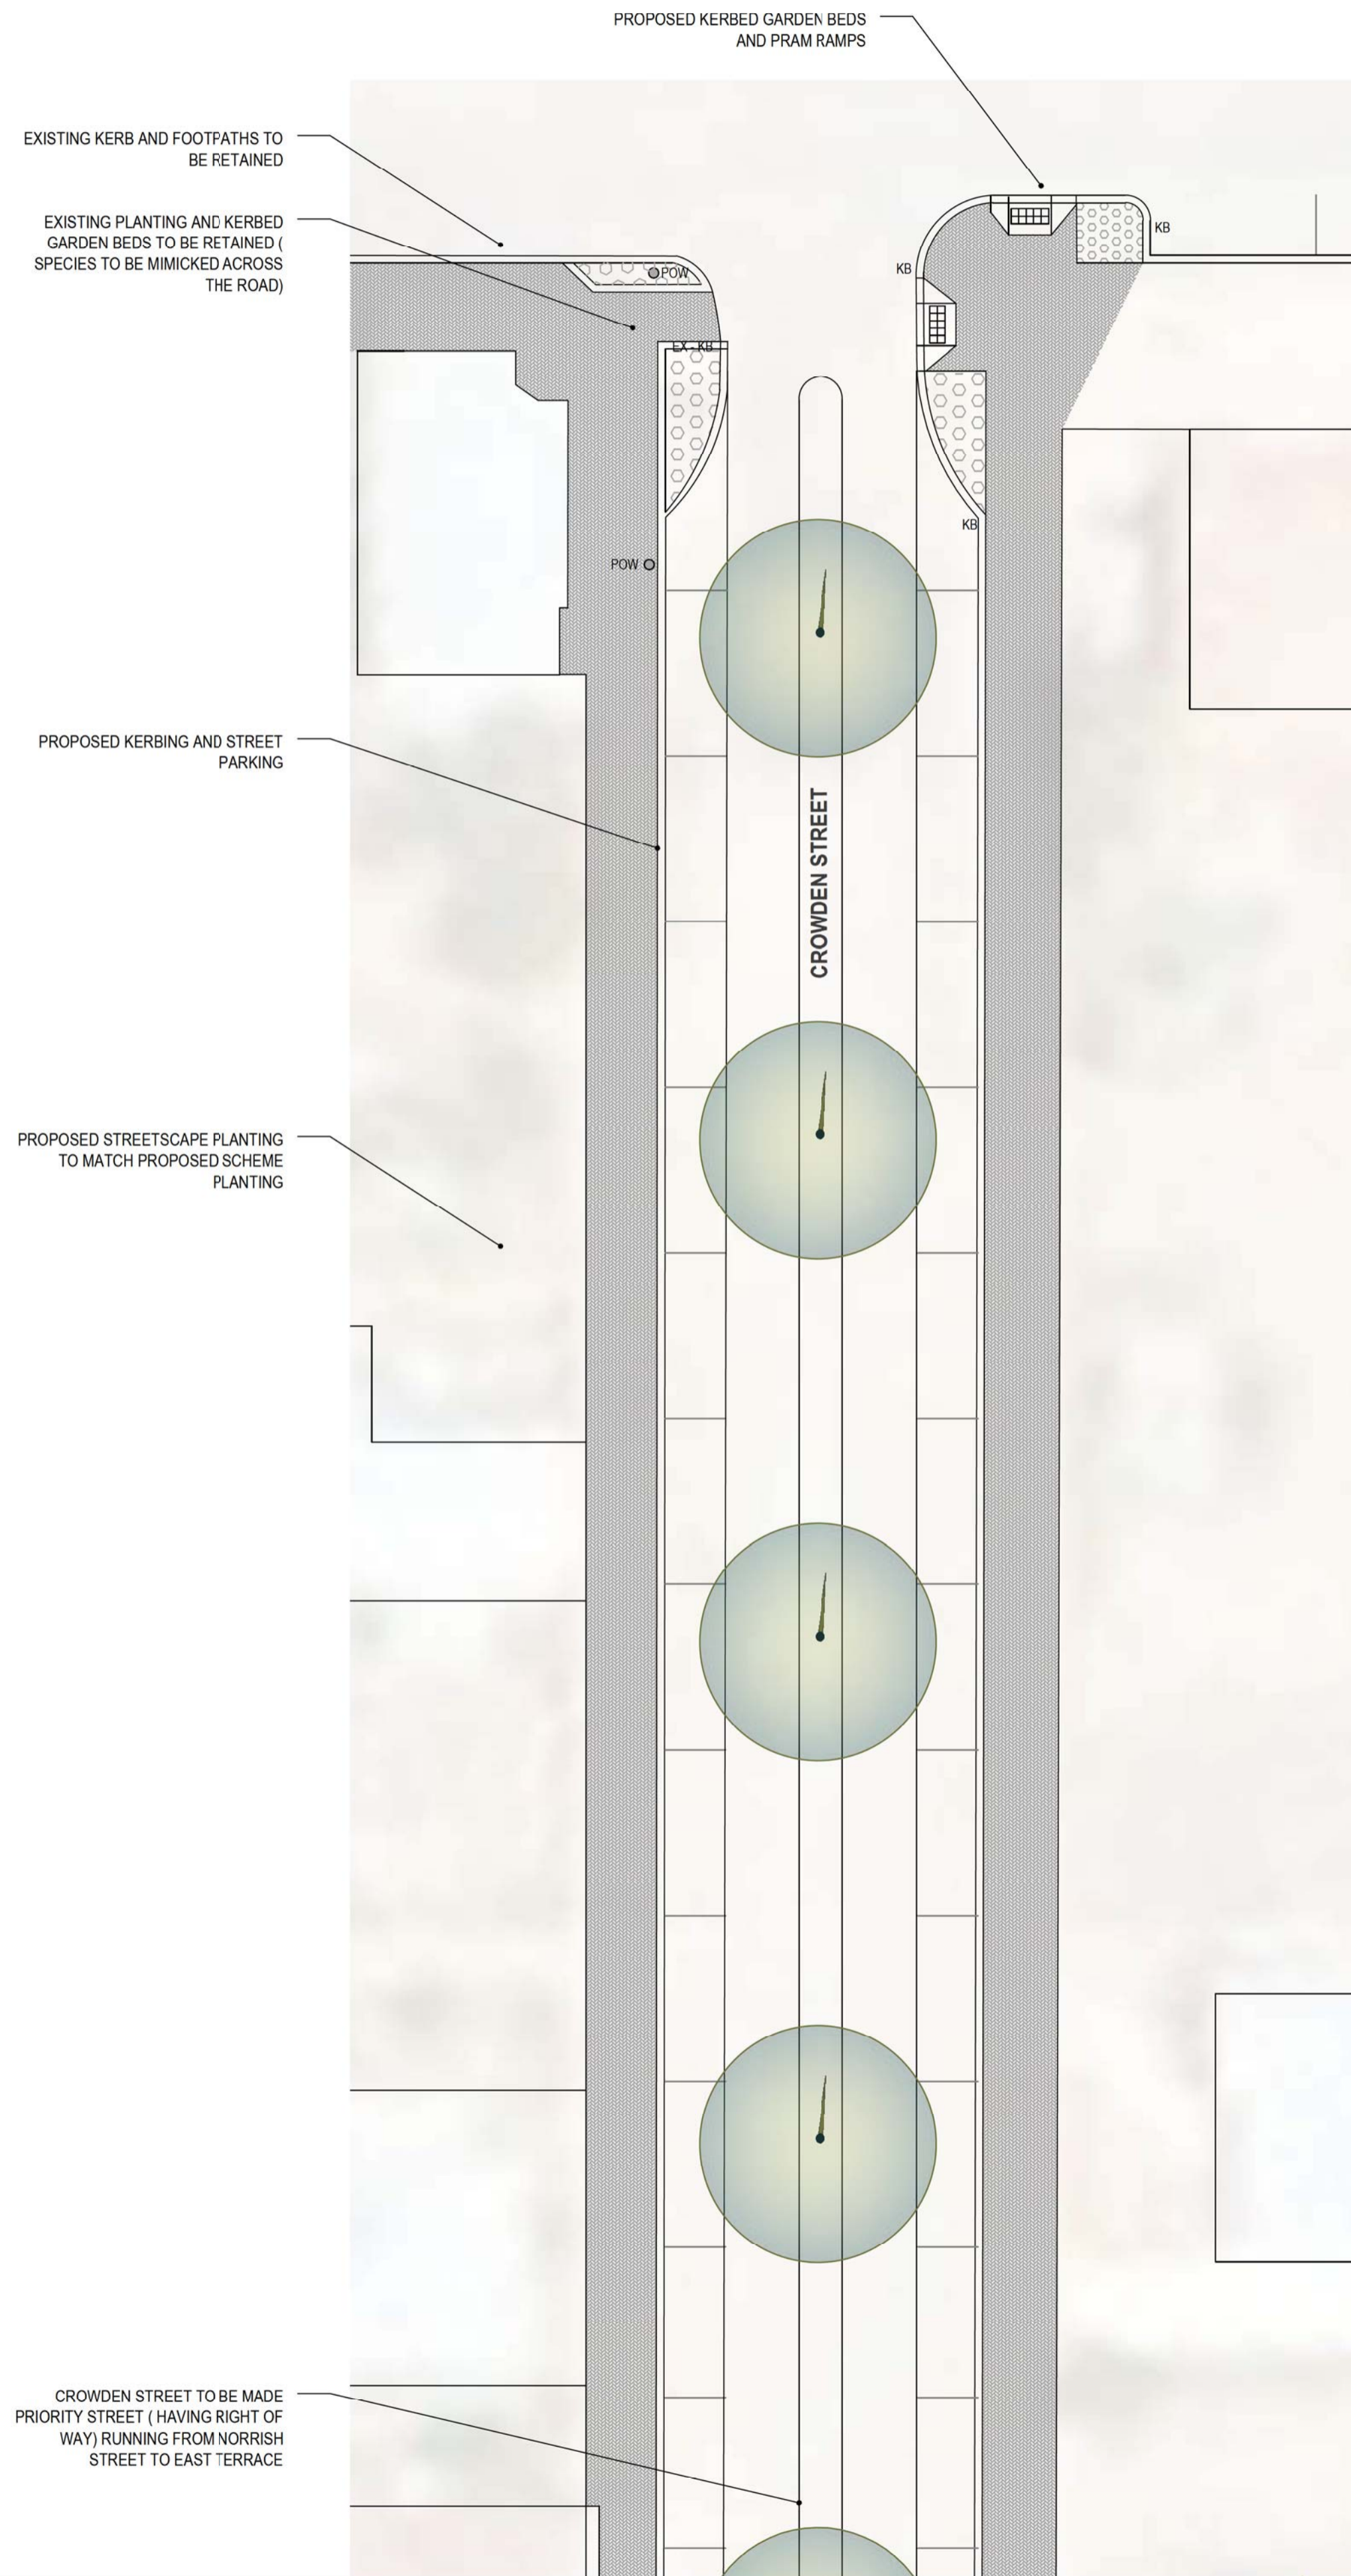 PROPOSED KERBED GARDEN BEDS
AND PRAM RAMPS
EXISTING KERB AND FOOTPATHS TO
BE RETAINED
EXISTING PLANTING AND KERBED
GARDEN BEDS TO BE RETAINED (
SPECIES TO BE MIMICKED ACROSS
THE ROAD)
KB
KB
POW
EX - KB
KB
POW
PROPOSED KERBING AND STREET
PARKING
CROWDEN STREET
PROPOSED STREETSCAPE PLANTING
TO MATCH PROPOSED SCHEME
PLANTING
CROWDEN STREET TO BE MADE
PRIORITY STREET ( HAVING RIGHT OF
WAY) RUNNING FROM NORRISH
STREET TO EAST TERRACE